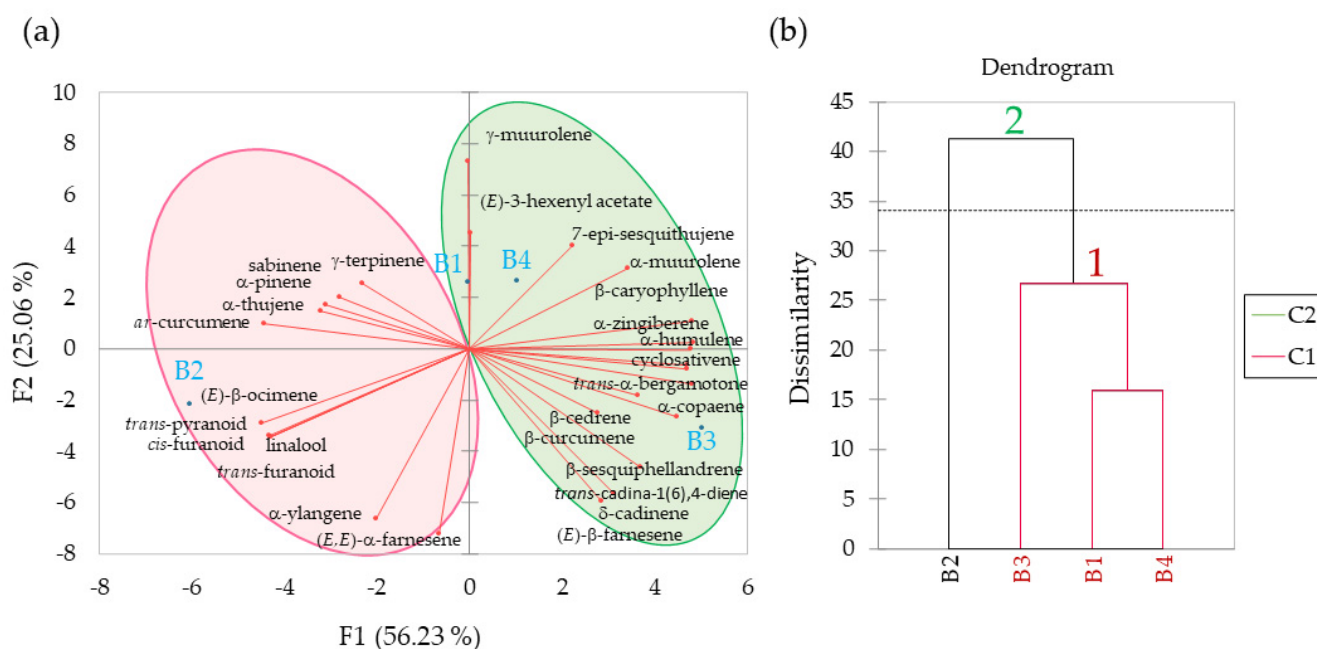 (a)
(b)
Dendrogram
10
8
6
4
2
0
-2
-4
-6
-8
F2 (25.06 %)
γ-muurolene
(E)-3-hexenyl acetate
7-epi-sesquithujene
γ-terpinene
B1
B4
sabinene
α-muurolene
α-pinene
β-caryophyllene
α-thujene
ar-curcumene
α-zingiberene
α-humulene
cyclosativene
B2
(E)-β-ocimene
trans-α-bergamotone
α-copaene
trans-pyranoid
β-cedrene
cis-furanoid
linalool
β-curcumene
B3
trans-furanoid
β-sesquiphellandrene
trans-cadina-1(6),4-diene
α-ylangene
δ-cadinene
(E,E)-α-farnesene
(E)-β-farnesene
-8
-6
-4
-2
0
2
4
6
8
F1 (56.23 %)
45
40
35
30
25
20
15
10
5
0
Dissimilarity
2
1
B2
B3
B1
B4
C2
C1